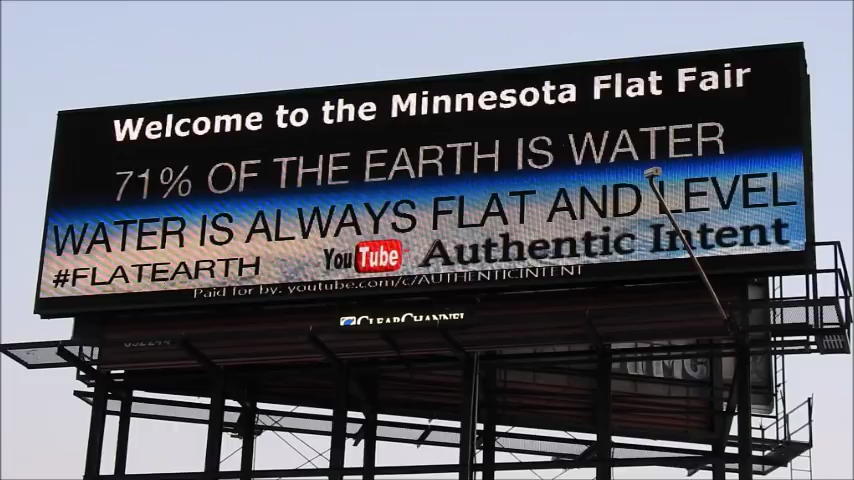 Welcome to the Minnesota Flat Fair
71% OF THE EARTH IS WATER
WATER IS ALWAYS FLAT AND LEVEL
#FLATEARTH YouTube Authentic Intent
Paid for by: youtube.com/c/AUTHENTICINTENT
CLEARCHANNEL